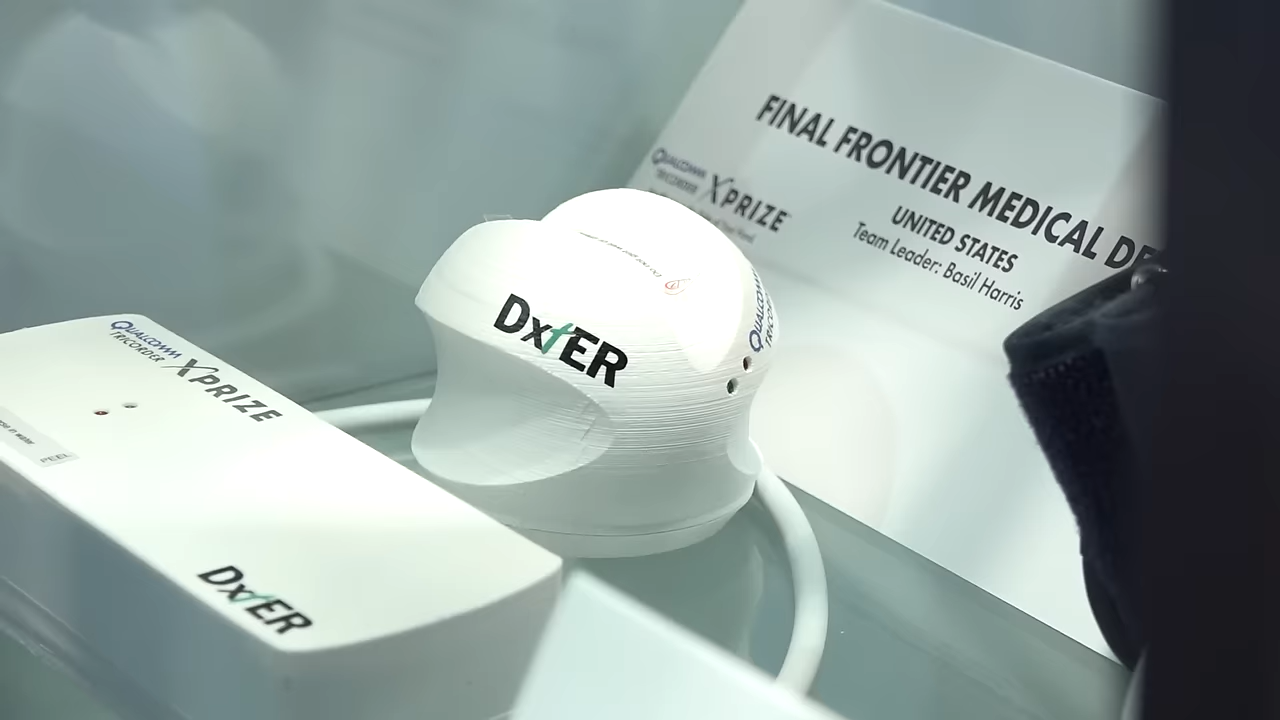 FINAL FRONTIER MEDICAL DE
UNITED STATES
Team Leader: Basil Harris
QUALCOMM
TRICORDER XPRIZE
DxtER
QUALCOMM
TRICOR
QUALCOMM
TRICORDER XPRIZE
DxtER